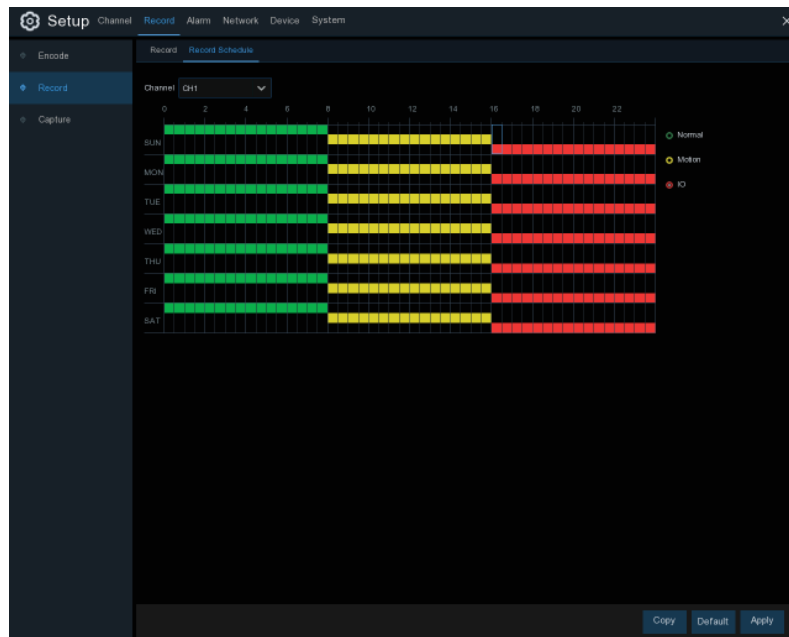 Setup Channel Record Alarm Network Device System
Encode
Record
Capture
Record Record Schedule
Channel CH1
0 2 4 6 8 10 12 14 16 18 20 22
SUN
MON
TUE
WED
THU
FRI
SAT
Normal
Motion
IO
Copy Default Apply